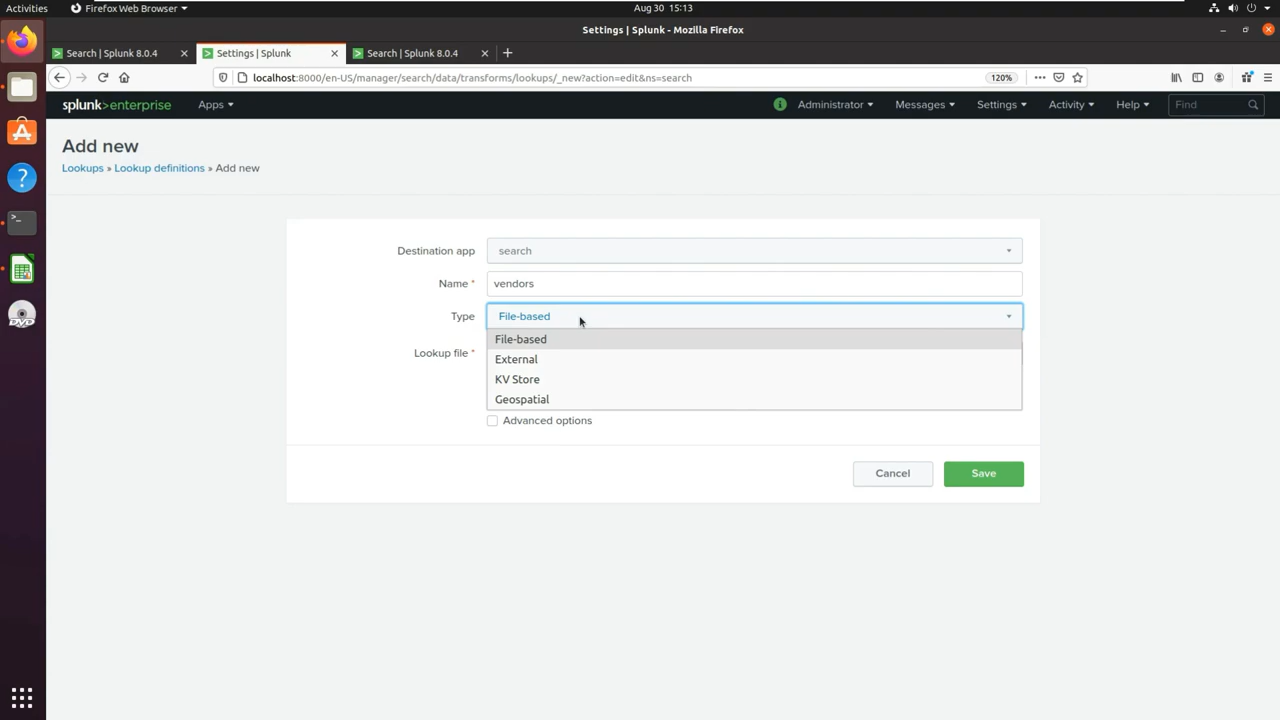 Activities
Firefox Web Browser
Aug 30 15:13
Settings | Splunk - Mozilla Firefox
Search | Splunk 8.0.4
Settings | Splunk
Search | Splunk 8.0.4
localhost:8000/en-US/manager/search/data/transforms/lookups/_new?action=edit&ns=search
120%
splunk>enterprise
Apps
i
Administrator
Messages
Settings
Activity
Help
Find
Add new
Lookups » Lookup definitions » Add new
Destination app
search
Name *
vendors
Type
File-based
File-based
External
Lookup file *
KV Store
Geospatial
Advanced options
Cancel
Save
DVD